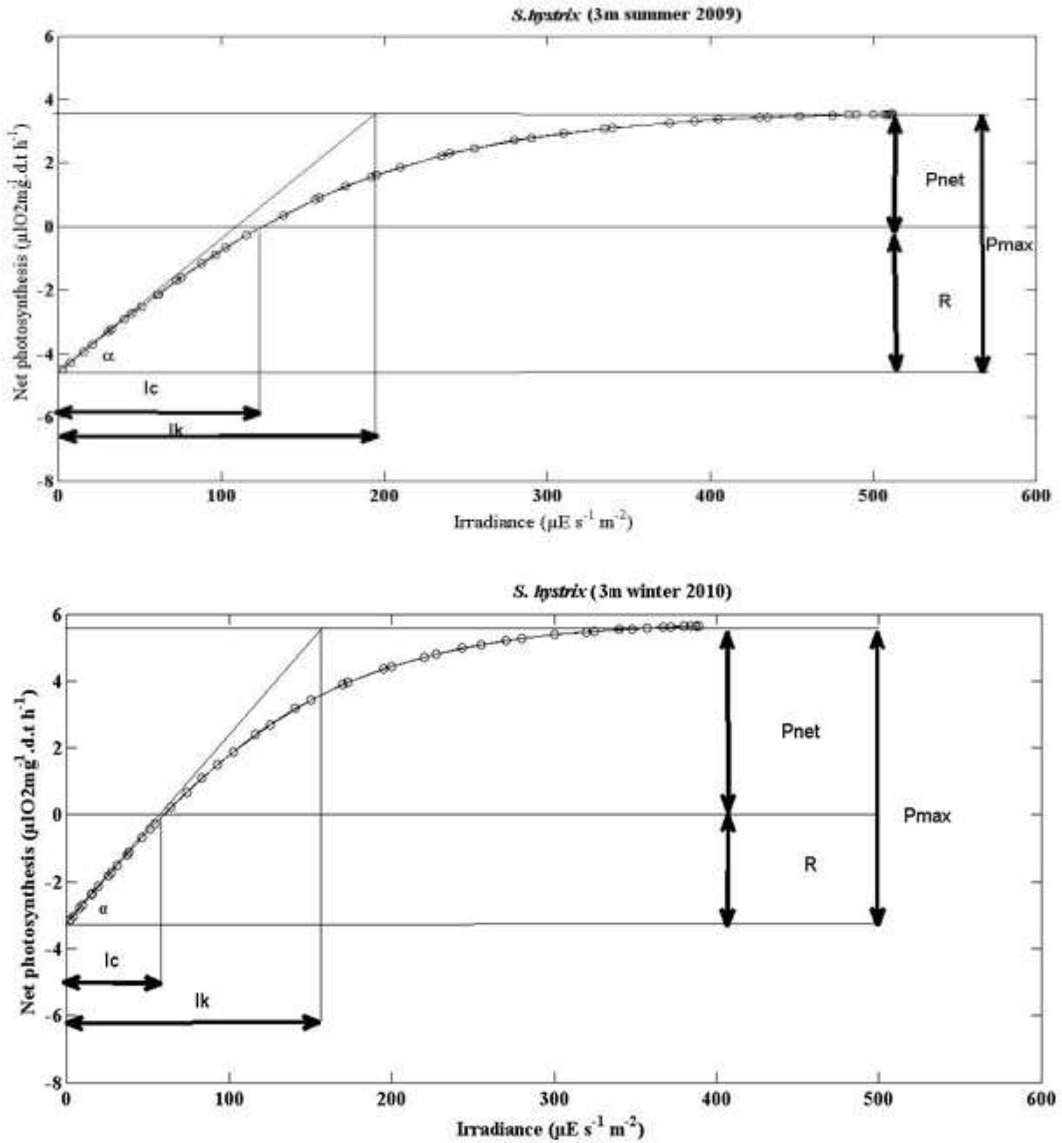 S.hystrix (3m summer 2009)
6
4
2
0
-2
-4
-6
-8
Net photosynthesis (µlO2mg¹.d.t h⁻¹)
Pnet
Pmax
R
α
Ic
Ik
0 100 200 300 400 500 600
Irradiance (µE s⁻¹ m⁻²)
S. hystrix (3m winter 2010)
6
4
2
0
-2
-4
-6
-8
Net photosynthesis (µlO2mg¹.d.t h⁻¹)
Pnet
Pmax
R
α
Ic
Ik
0 100 200 300 400 500 600
Irradiance (µE s⁻¹ m⁻²)